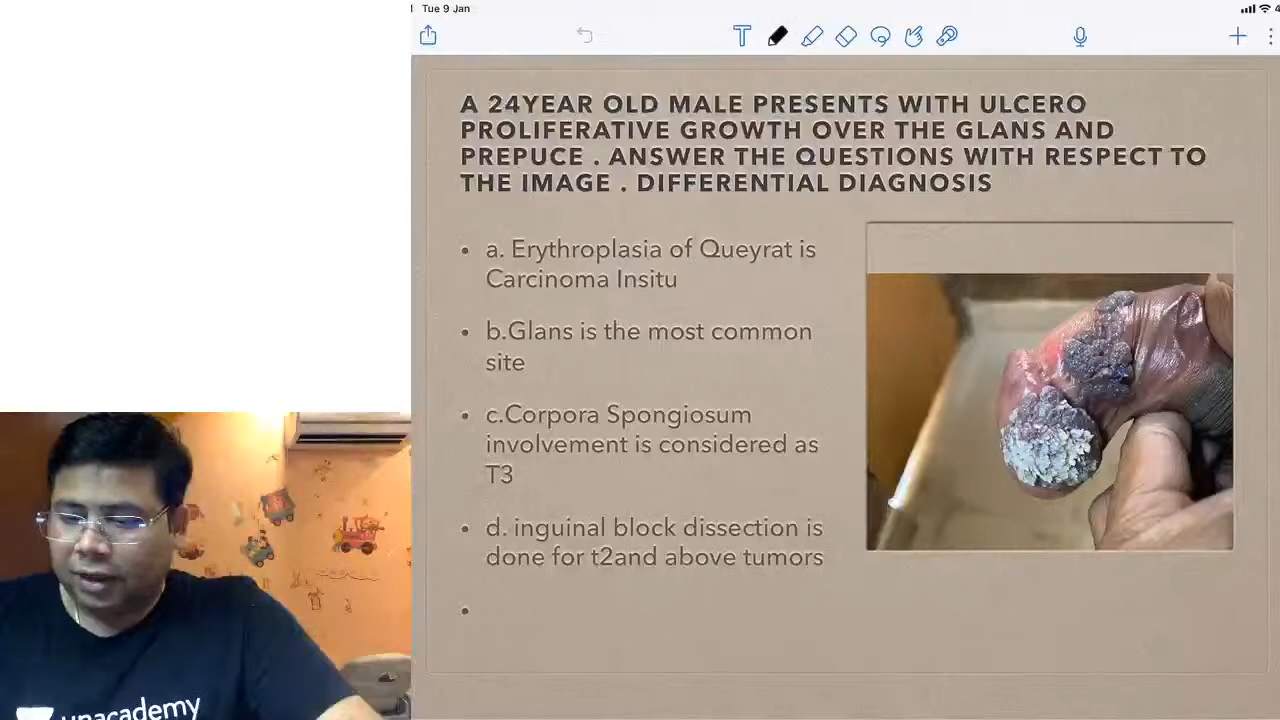 Tue 9 Jan
4
A 24YEAR OLD MALE PRESENTS WITH ULCERO
PROLIFERATIVE GROWTH OVER THE GLANS AND
PREPUCE . ANSWER THE QUESTIONS WITH RESPECT TO
THE IMAGE . DIFFERENTIAL DIAGNOSIS
• a. Erythroplasia of Queyrat is
Carcinoma Insitu
• b.Glans is the most common
site
• c.Corpora Spongiosum
involvement is considered as
T3
• d. inguinal block dissection is
done for t2and above tumors
•
unacademy